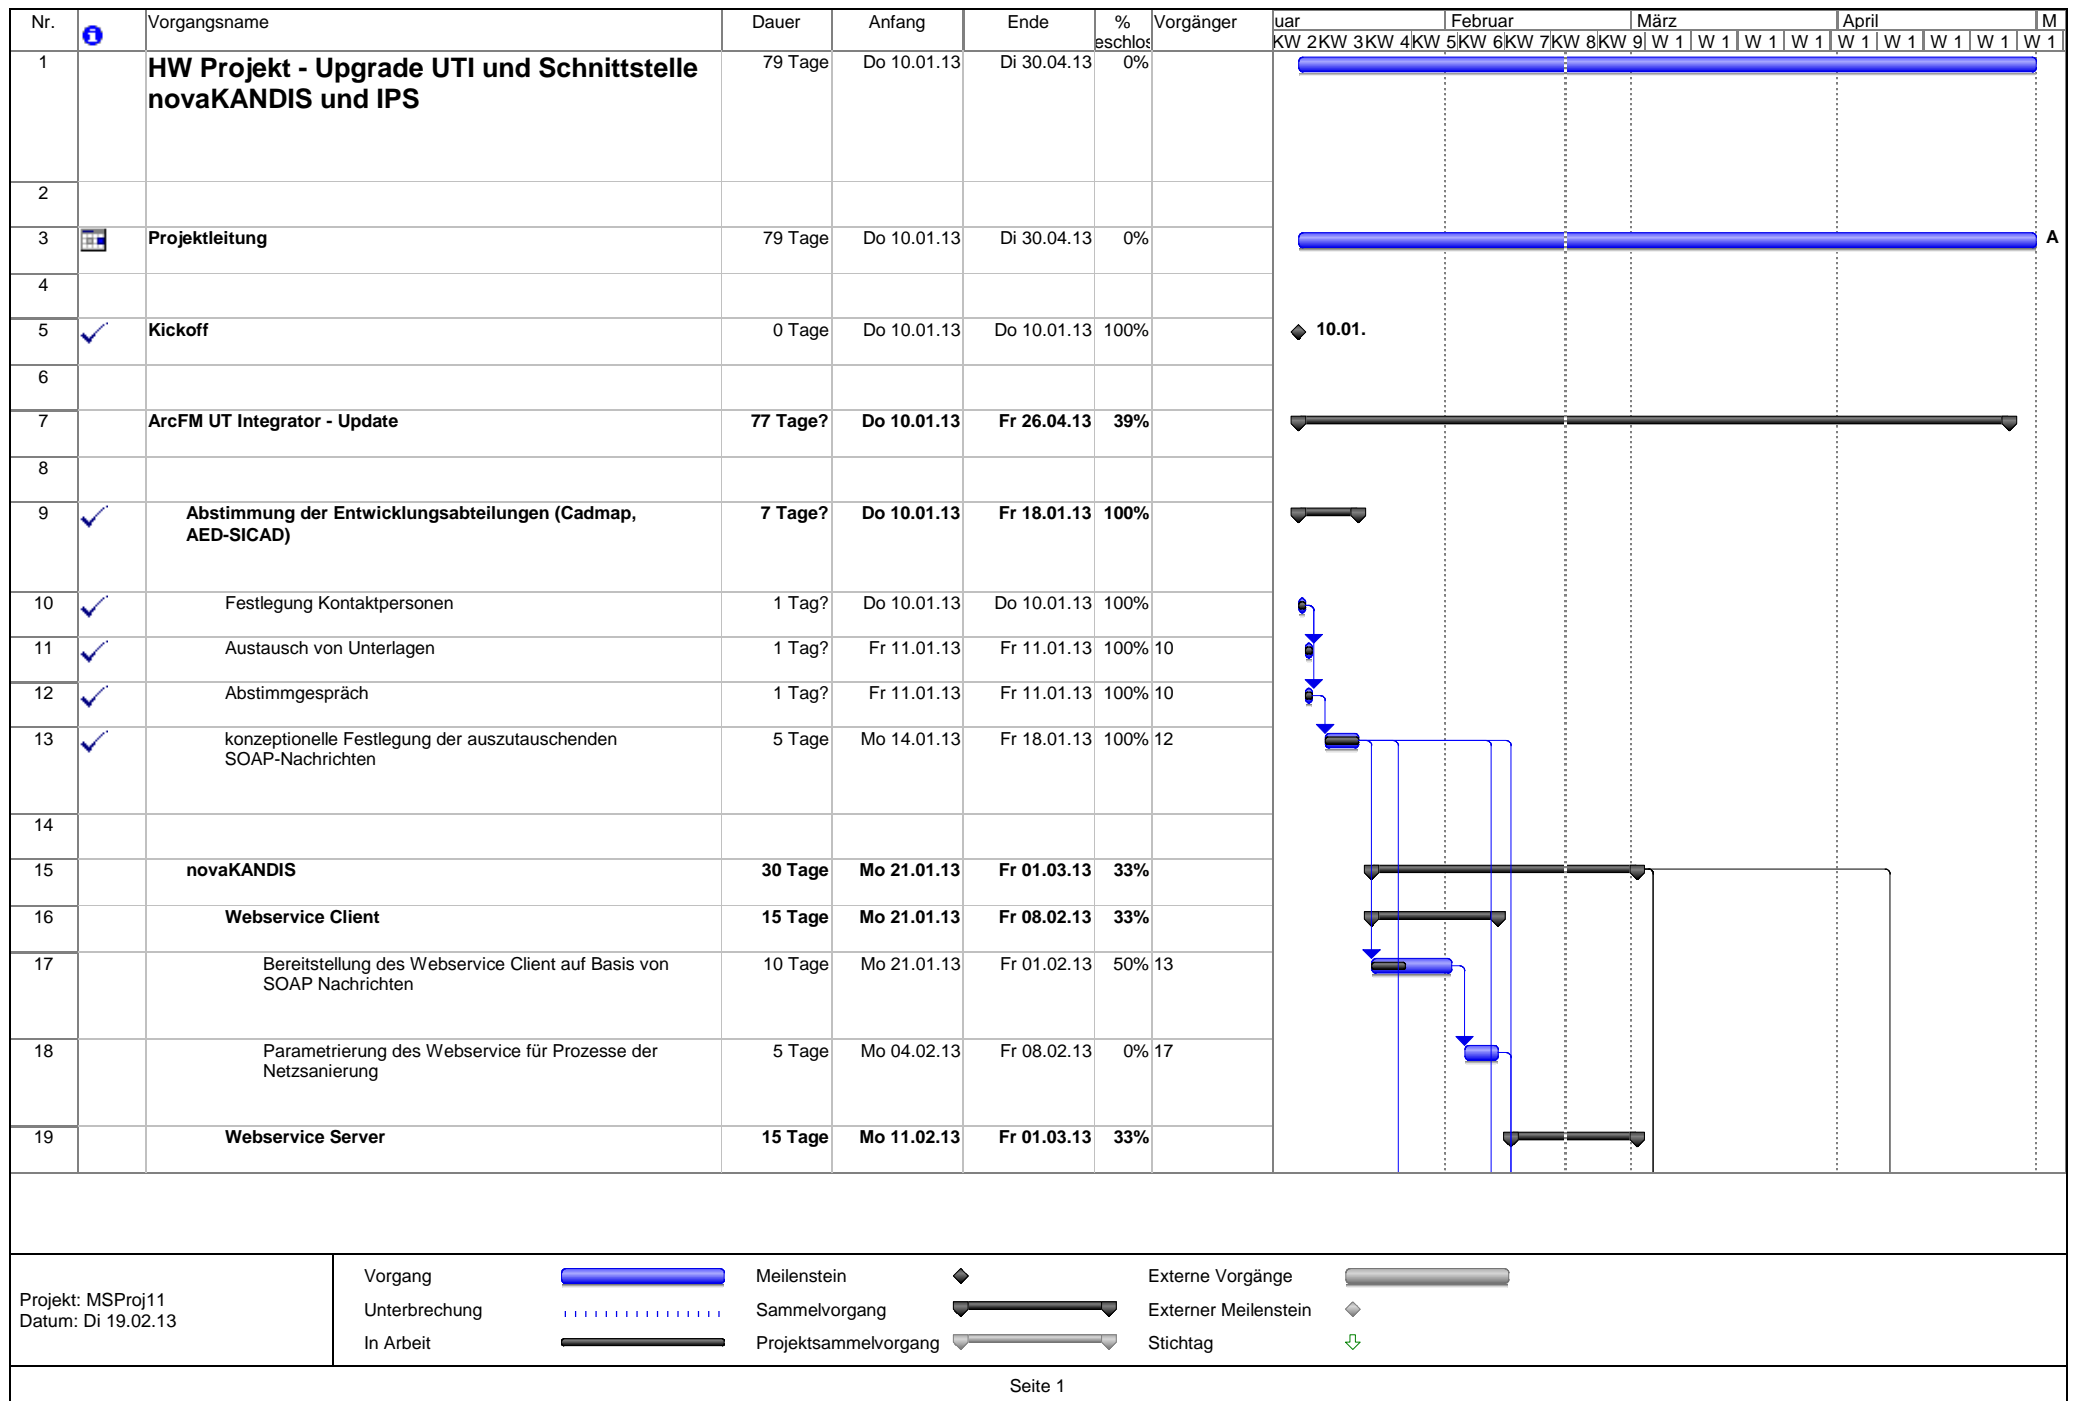 Nr. Vorgangsname Dauer Anfang Ende % eschlos Vorgänger
uar Februar März April M
KW 2 KW 3 KW 4 KW 5 KW 6 KW 7 KW 8 KW 9 W 1 W 1 W 1 W 1 W 1 W 1 W 1 W 1 W 1
1 HW Projekt - Upgrade UTI und Schnittstelle 79 Tage Do 10.01.13 Di 30.04.13 0%
novaKANDIS und IPS
2
3 Projektleitung 79 Tage Do 10.01.13 Di 30.04.13 0% A
4
5 Kickoff 0 Tage Do 10.01.13 Do 10.01.13 100% 10.01.
6
7 ArcFM UT Integrator - Update 77 Tage? Do 10.01.13 Fr 26.04.13 39%
8
9 Abstimmung der Entwicklungsabteilungen (Cadmap, 7 Tage? Do 10.01.13 Fr 18.01.13 100%
AED-SICAD)
10 Festlegung Kontaktpersonen 1 Tag? Do 10.01.13 Do 10.01.13 100%
11 Austausch von Unterlagen 1 Tag? Fr 11.01.13 Fr 11.01.13 100% 10
12 Abstimmgespräch 1 Tag? Fr 11.01.13 Fr 11.01.13 100% 10
13 konzeptionelle Festlegung der auszutauschenden 5 Tage Mo 14.01.13 Fr 18.01.13 100% 12
SOAP-Nachrichten
14
15 novaKANDIS 30 Tage Mo 21.01.13 Fr 01.03.13 33%
16 Webservice Client 15 Tage Mo 21.01.13 Fr 08.02.13 33%
17 Bereitstellung des Webservice Client auf Basis von 10 Tage Mo 21.01.13 Fr 01.02.13 50% 13
SOAP Nachrichten
18 Parametrierung des Webservice für Prozesse der 5 Tage Mo 04.02.13 Fr 08.02.13 0% 17
Netzsanierung
19 Webservice Server 15 Tage Mo 11.02.13 Fr 01.03.13 33%
Projekt: MSProj11
Datum: Di 19.02.13
Vorgang Meilenstein Externe Vorgänge
Unterbrechung Sammelvorgang Externer Meilenstein
In Arbeit Projektsammelvorgang Stichtag
Seite 1